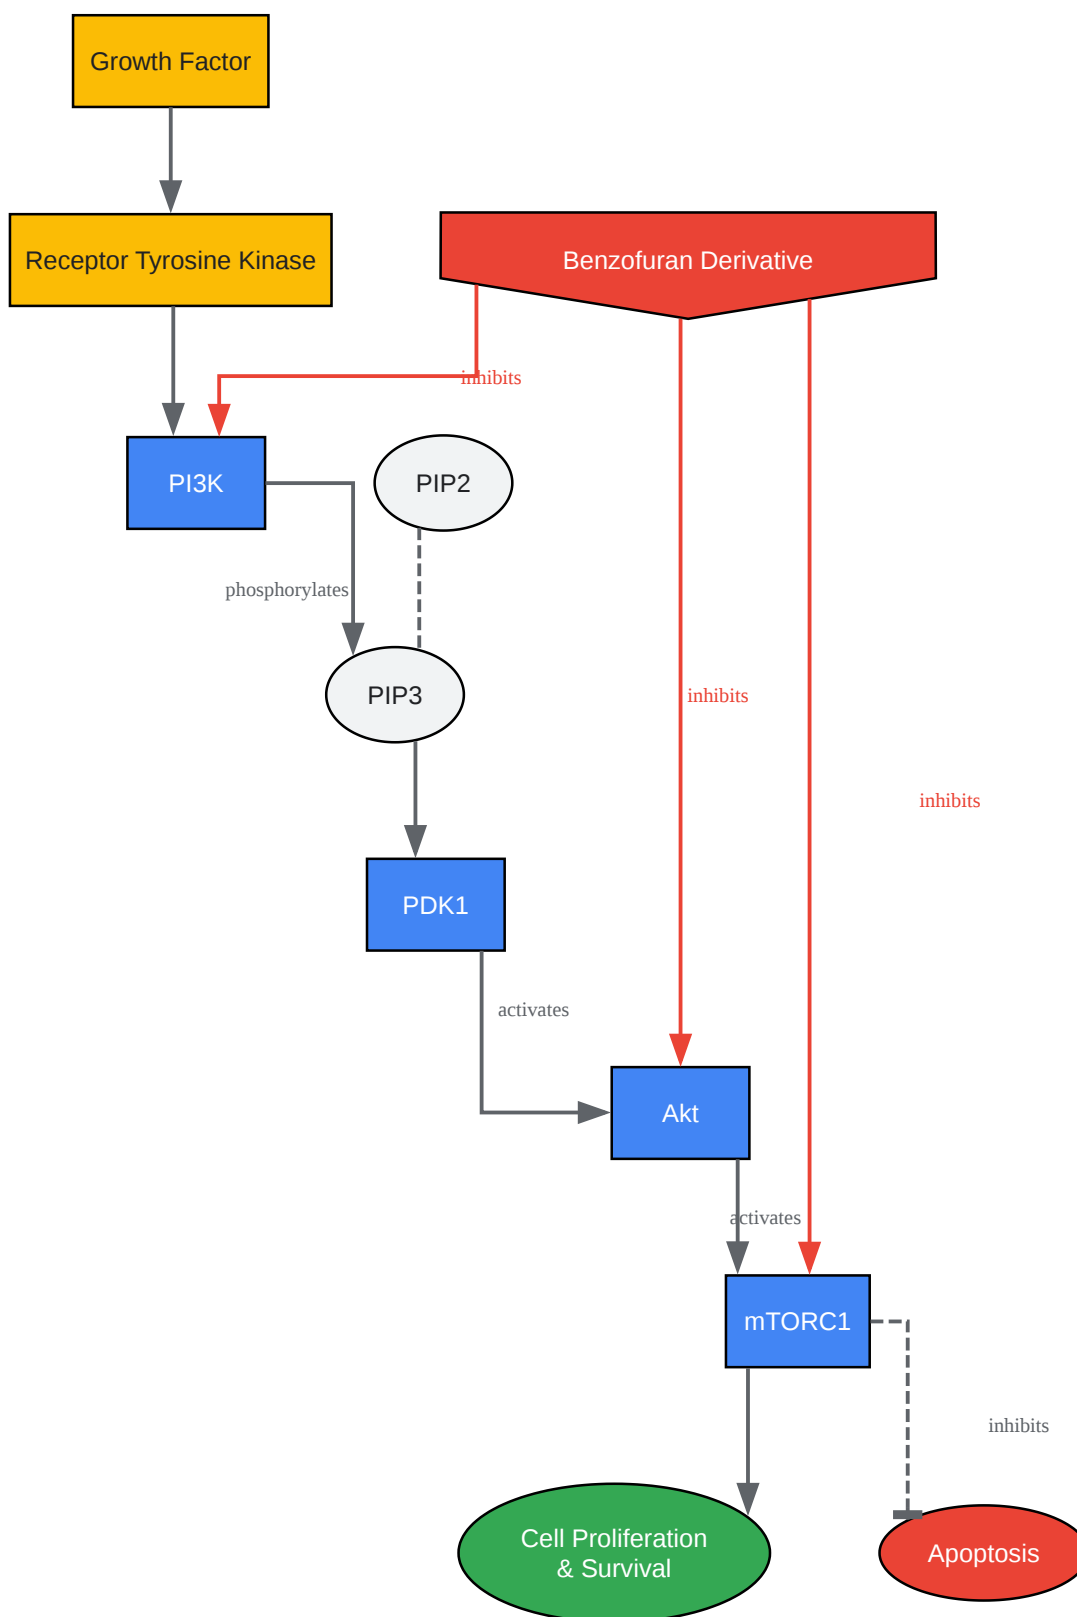 Growth Factor
Receptor Tyrosine Kinase
Benzofuran Derivative
inhibits
PI3K
PIP2
phosphorylates
PIP3
inhibits
inhibits
PDK1
activates
Akt
activates
mTORC1
inhibits
Cell Proliferation
& Survival
Apoptosis